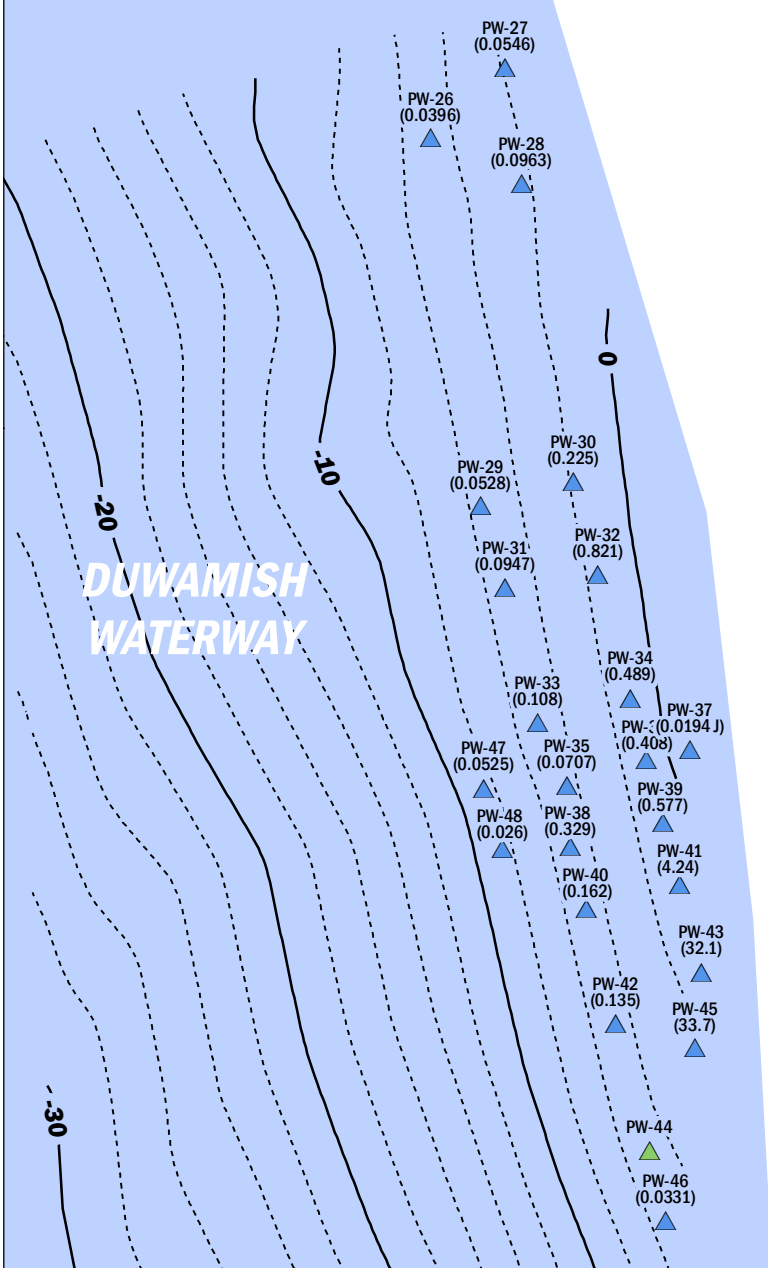 PW-27
(0.0546)
PW-26
(0.0396)
PW-28
(0.0963)
0
PW-30
(0.225)
-10
PW-29
(0.0528)
-20
PW-32
(0.821)
PW-31
(0.0947)
DUWAMISH
WATERWAY
PW-34
(0.489)
PW-33
(0.108)
PW-37
(0.0194 J)
(0.408)
PW-47
(0.0525)
PW-35
(0.0707)
PW-39
(0.577)
PW-48
(0.026)
PW-38
(0.329)
PW-41
(4.24)
PW-40
(0.162)
PW-43
(32.1)
PW-42
(0.135)
PW-45
(33.7)
-30
PW-44
PW-46
(0.0331)